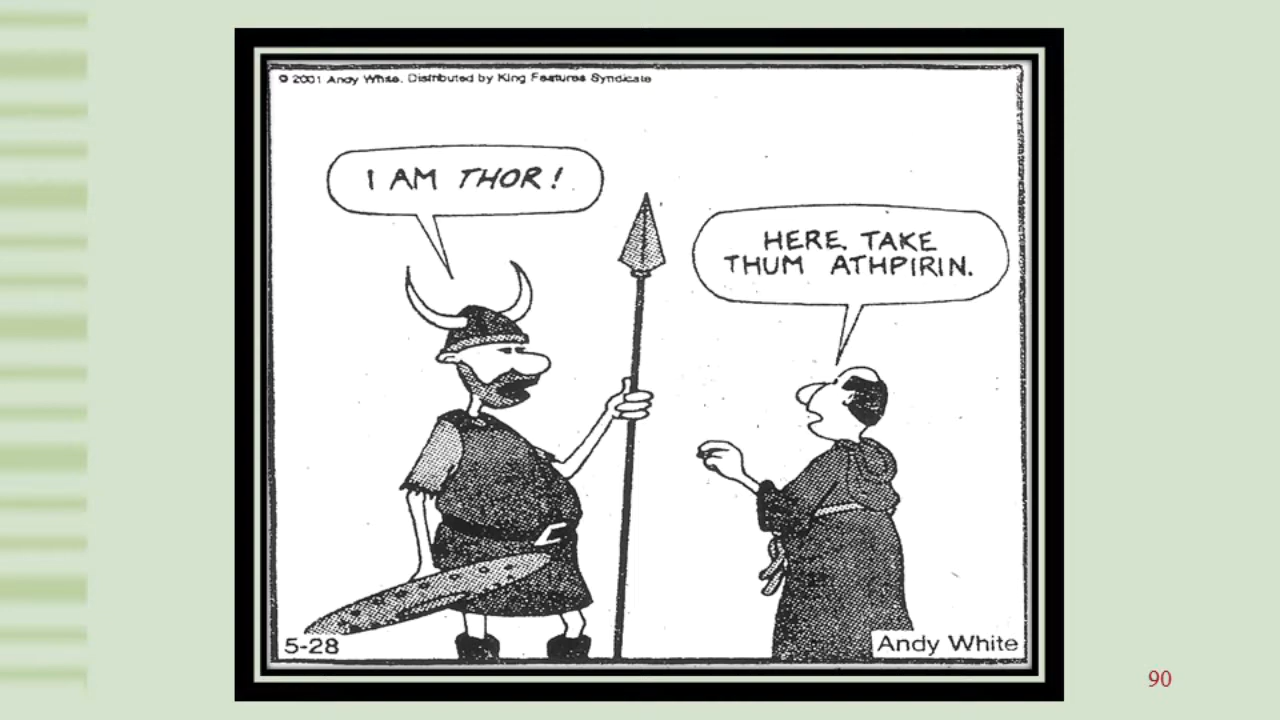 © 2001 Andy White. Distributed by King Features Syndicate
I AM THOR!
HERE. TAKE
THUM ATHPIRIN.
5-28
Andy White
90